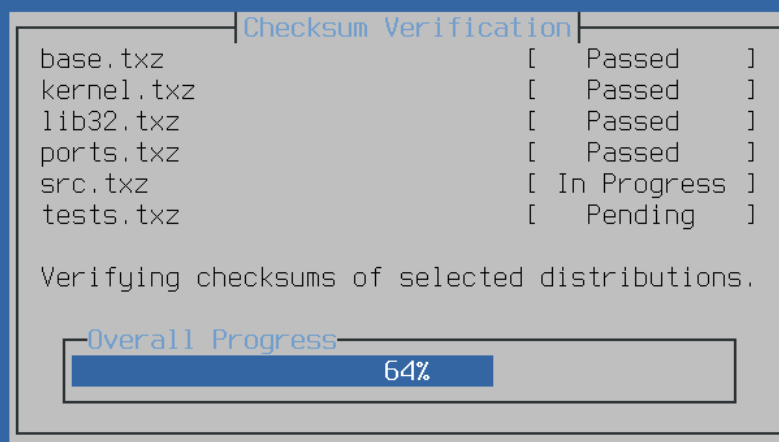 Checksum Verification
base.txz [ Passed ]
kernel.txz [ Passed ]
lib32.txz [ Passed ]
ports.txz [ Passed ]
src.txz [ In Progress ]
tests.txz [ Pending ]
Verifying checksums of selected distributions.
Overall Progress
64%